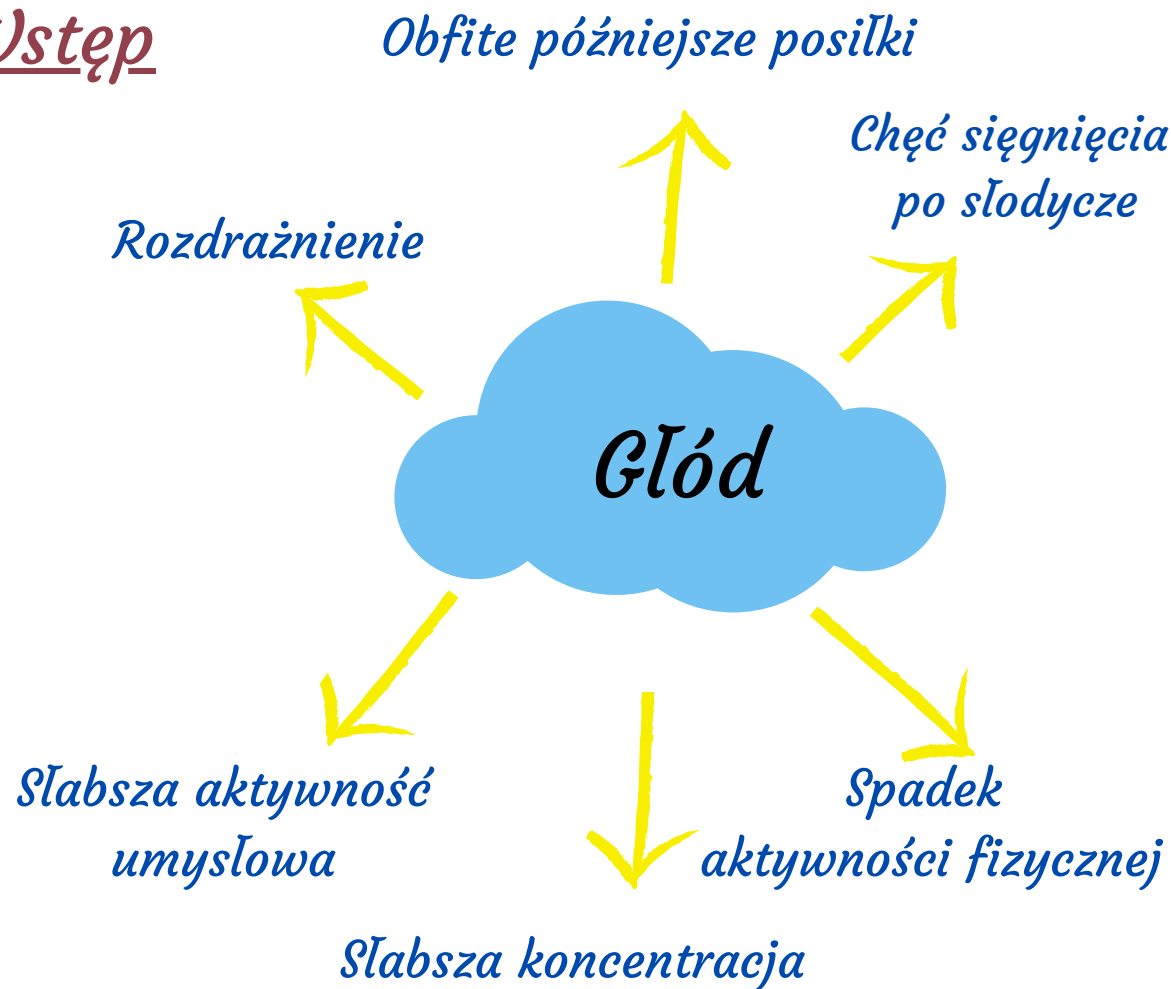 Wstęp
Obfite późniejsze posiłki
Chęć sięgnięcia
po słodycze
Rozdrażnienie
Głód
Słabsza aktywność
umysłowa
Spadek
aktywności fizycznej
Słabsza koncentracja